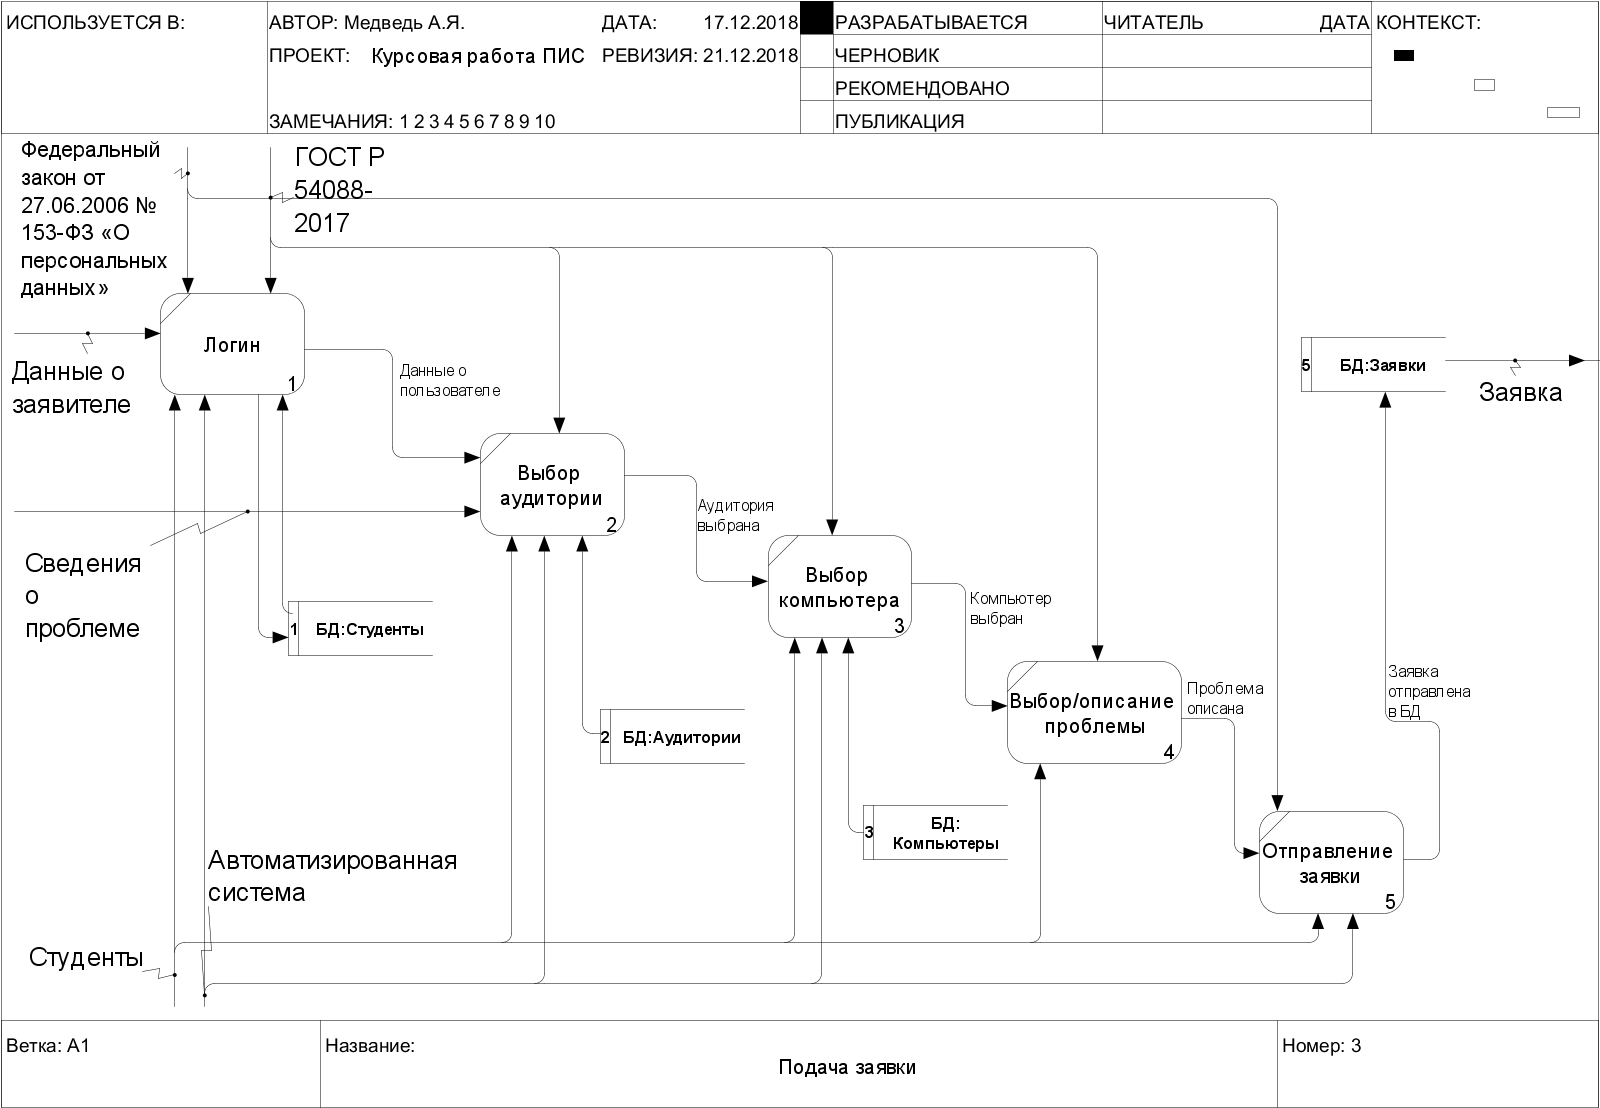 ИСПОЛЬЗУЕТСЯ В:
АВТОР: Медведь А.Я.
ДАТА: 17.12.2018
РАЗРАБАТЫВАЕТСЯ
ЧИТАТЕЛЬ
ДАТА
КОНТЕКСТ:
ПРОЕКТ: Курсовая работа ПИС
РЕВИЗИЯ: 21.12.2018
ЧЕРНОВИК
РЕКОМЕНДОВАНО
ЗАМЕЧАНИЯ: 1 2 3 4 5 6 7 8 9 10
ПУБЛИКАЦИЯ
Федеральный
закон от
27.06.2006 №
153-ФЗ «О
персональных
данных»
ГОСТ Р
54088-
2017
Логин
1
Данные о
заявителе
Данные о
пользователе
Выбор
аудитории
2
Сведения
о
проблеме
1 БД:Студенты
Аудитория
выбрана
Выбор
компьютера
3
2 БД:Аудитории
Компьютер
выбран
Выбор/описание
проблемы
4
3
БД:
Компьютеры
Проблема
описана
Отправление
заявки
5
Заявка
отправлена
в БД
5 БД:Заявки
Заявка
Автоматизированная
система
Студенты
Ветка: A1
Название:
Подача заявки
Номер: 3